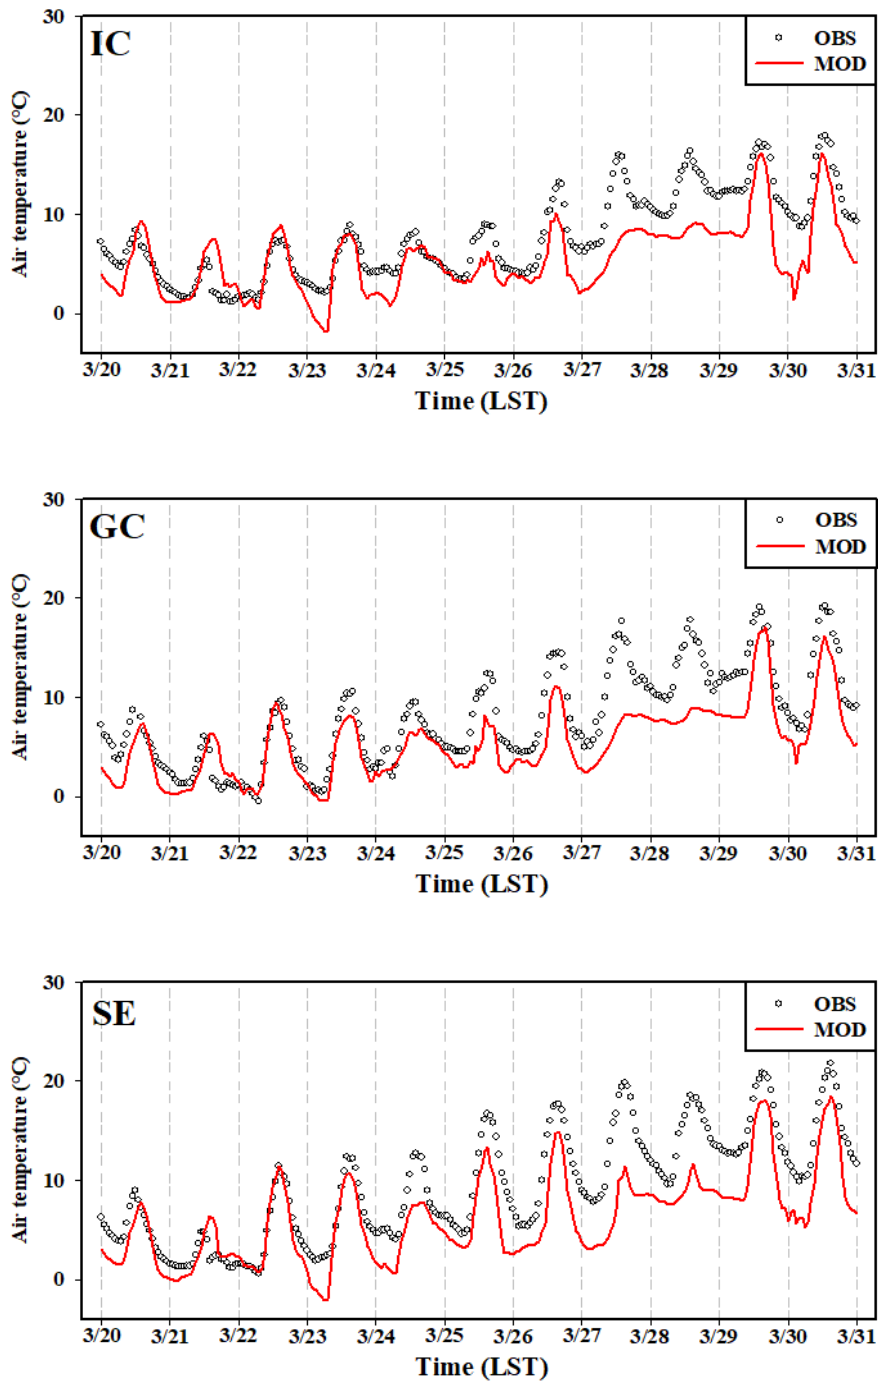 IC
OBS
MOD
Air temperature (°C)
30
20
10
0
3/20 3/21 3/22 3/23 3/24 3/25 3/26 3/27 3/28 3/29 3/30 3/31
Time (LST)
GC
OBS
MOD
Air temperature (°C)
30
20
10
0
3/20 3/21 3/22 3/23 3/24 3/25 3/26 3/27 3/28 3/29 3/30 3/31
Time (LST)
SE
OBS
MOD
Air temperature (°C)
30
20
10
0
3/20 3/21 3/22 3/23 3/24 3/25 3/26 3/27 3/28 3/29 3/30 3/31
Time (LST)